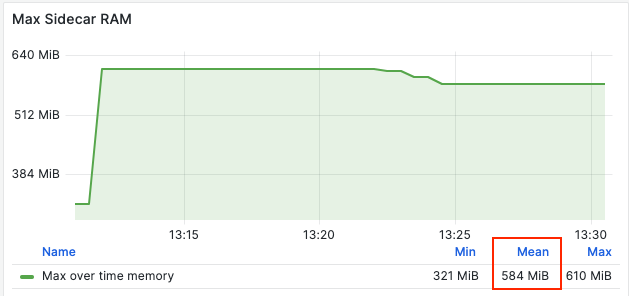 Max Sidecar RAM
640 MiB
512 MiB
384 MiB
13:15 13:20 13:25 13:30
Name Min Mean Max
Max over time memory 321 MiB 584 MiB 610 MiB